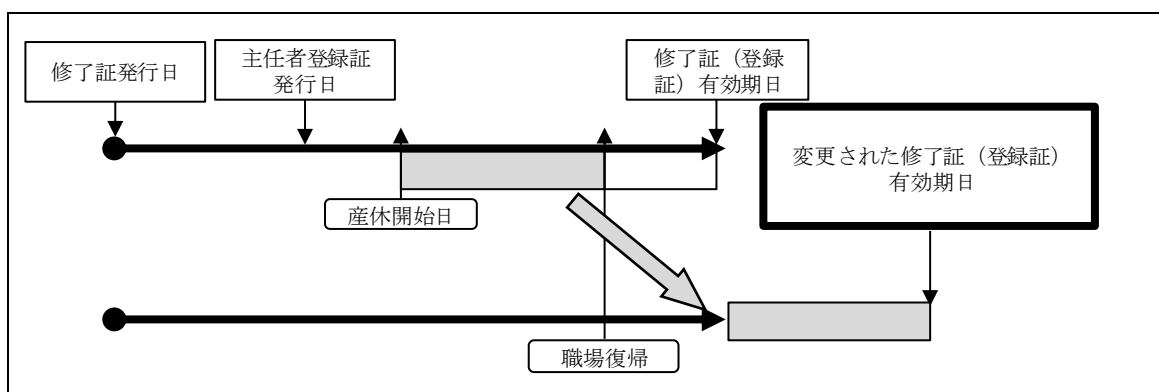 修了証発行日
主任者登録証
発行日
修了証（登録
証）有効期日
変更された修了証（登録証）
有効期日
産休開始日
職場復帰